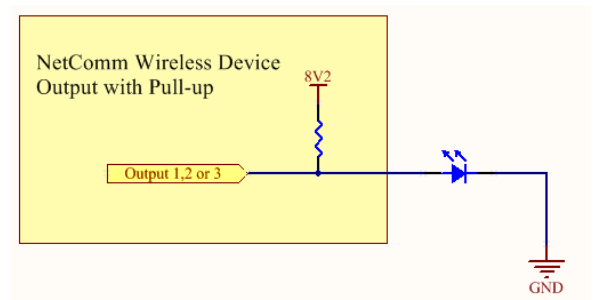 NetComm Wireless Device
Output with Pull-up
8V2
Output 1,2 or 3
GND